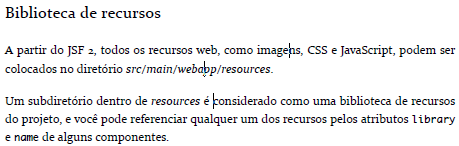 Biblioteca de recursos
A partir do JSF 2, todos os recursos web, como imagens, CSS e JavaScript, podem ser
colocados no diretório src/main/webapp/resources.
Um subdiretório dentro de resources é considerado como uma biblioteca de recursos
do projeto, e você pode referenciar qualquer um dos recursos pelos atributos library
e name de alguns componentes.